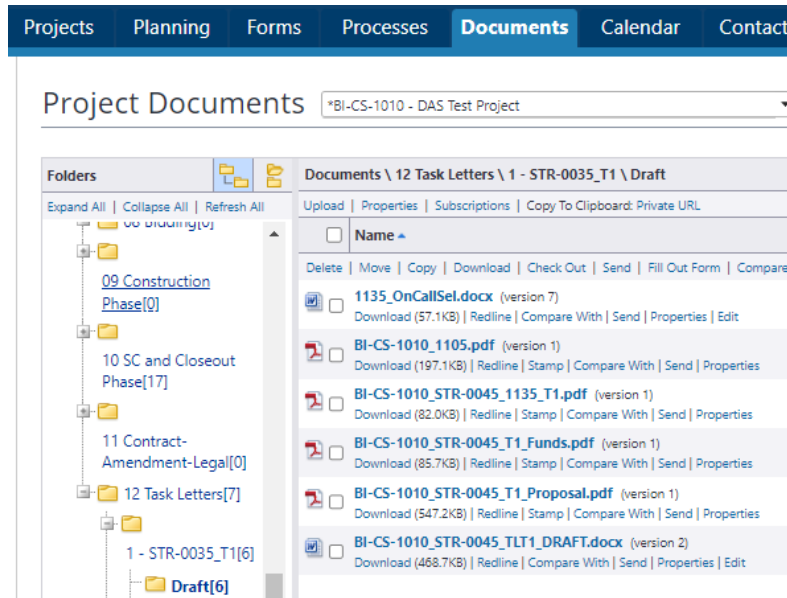 Projects Planning Forms Processes Documents Calendar Contact
Project Documents *BI-CS-1010 - DAS Test Project
Folders
Expand All | Collapse All | Refresh All
09 Construction
Phase[0]
10 SC and Closeout
Phase[17]
11 Contract-
Amendment-Legal[0]
12 Task Letters[7]
1 - STR-0035_T1[6]
Draft[6]
Documents \ 12 Task Letters \ 1 - STR-0035_T1 \ Draft
Upload | Properties | Subscriptions | Copy To Clipboard: Private URL
Name
Delete | Move | Copy | Download | Check Out | Send | Fill Out Form | Compare
1135_OnCallSel.docx (version 7)
Download (57.1KB) | Redline | Compare With | Send | Properties | Edit
BI-CS-1010_1105.pdf (version 1)
Download (197.1KB) | Redline | Stamp | Compare With | Send | Properties
BI-CS-1010_STR-0045_1135_T1.pdf (version 1)
Download (82.0KB) | Redline | Stamp | Compare With | Send | Properties
BI-CS-1010_STR-0045_T1_Funds.pdf (version 1)
Download (85.7KB) | Redline | Stamp | Compare With | Send | Properties
BI-CS-1010_STR-0045_T1_Proposal.pdf (version 1)
Download (547.2KB) | Redline | Stamp | Compare With | Send | Properties
BI-CS-1010_STR-0045_TLT1_DRAFT.docx (version 2)
Download (468.7KB) | Redline | Compare With | Send | Properties | Edit